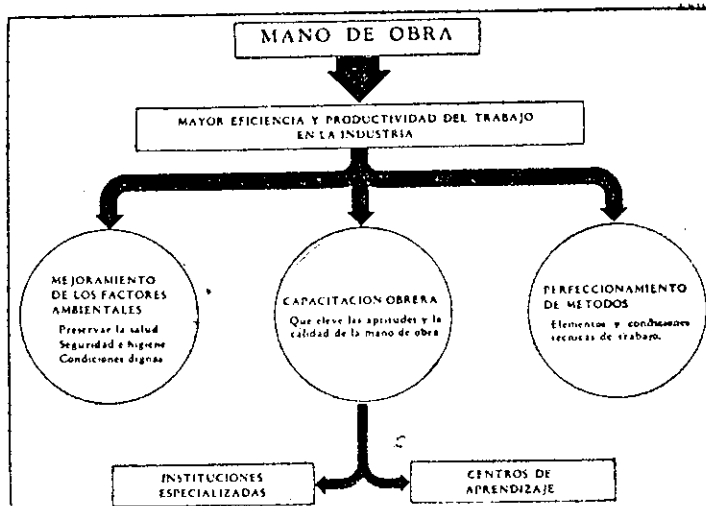 MANO DE OBRA
MAYOR EFICIENCIA Y PRODUCTIVIDAD DEL TRABAJO
EN LA INDUSTRIA
MEJORAMIENTO
DE LOS FACTORES
AMBIENTALES
Preservar la salud
Seguridad e higiene
Condiciones dignas
CAPACITACION OBRERA
Que eleve las aptitudes y la
calidad de la mano de obra
PERFECCIONAMIENTO
DE METODOS
Elementos y condiciones
técnicas de trabajo.
INSTITUCIONES
ESPECIALIZADAS
CENTROS DE
APRENDIZAJE